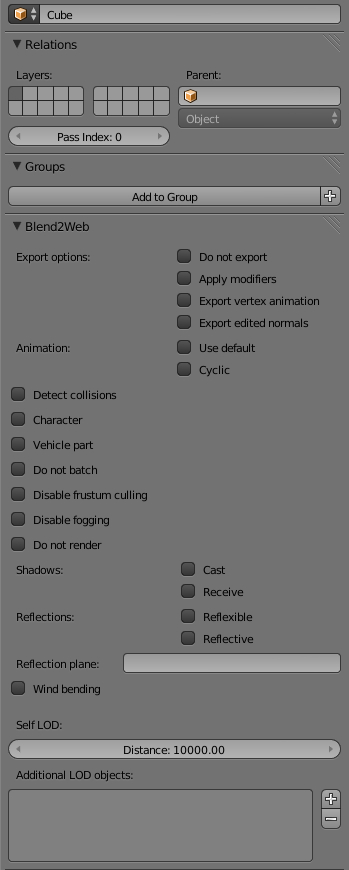 Cube
Relations
Layers: Parent:
Pass Index: 0 Object
Groups
Add to Group
Blend2Web
Export options: Do not export
Apply modifiers
Export vertex animation
Export edited normals
Animation: Use default
Cyclic
Detect collisions
Character
Vehicle part
Do not batch
Disable frustum culling
Disable fogging
Do not render
Shadows: Cast
Receive
Reflections: Reflexible
Reflective
Reflection plane:
Wind bending
Self LOD:
Distance: 10000.00
Additional LOD objects: